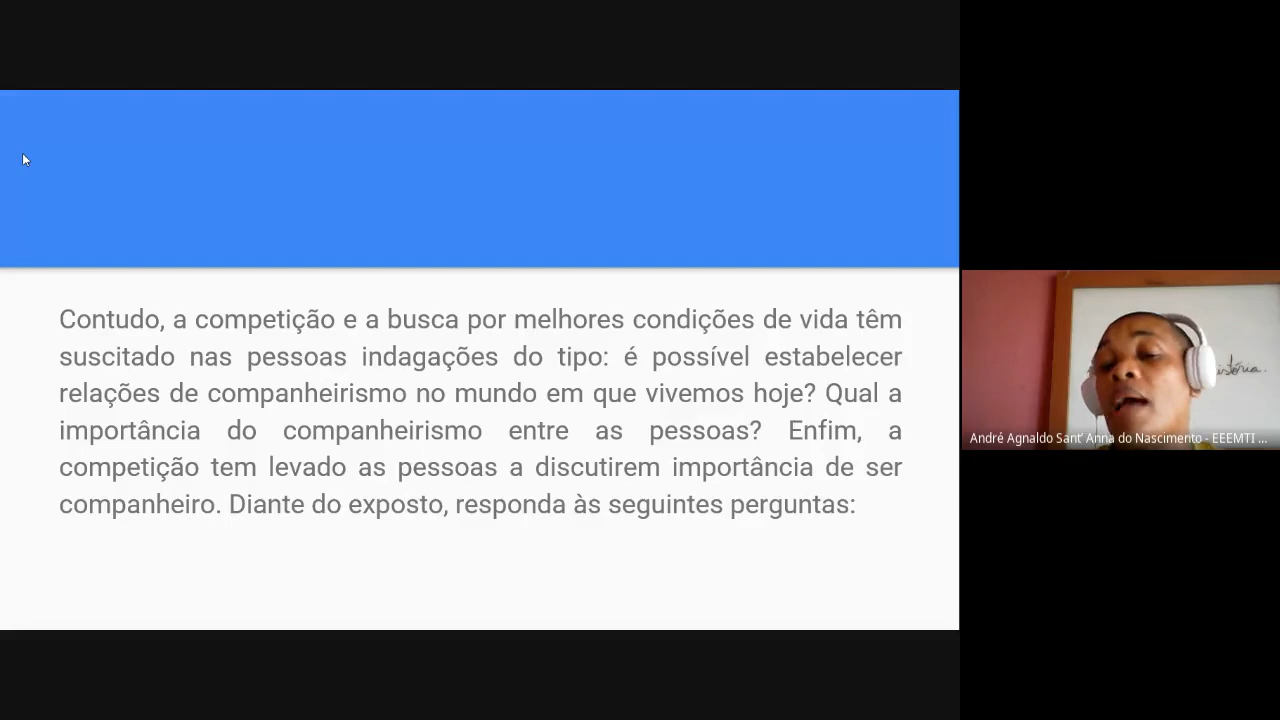 Contudo, a competição e a busca por melhores condições de vida têm
suscitado nas pessoas indagações do tipo: é possível estabelecer
relações de companheirismo no mundo em que vivemos hoje? Qual a
importância do companheirismo entre as pessoas? Enfim, a
competição tem levado as pessoas a discutirem importância de ser
companheiro. Diante do exposto, responda às seguintes perguntas:
André Agnaldo Sant' Anna do Nascimento - EEEMTI ...